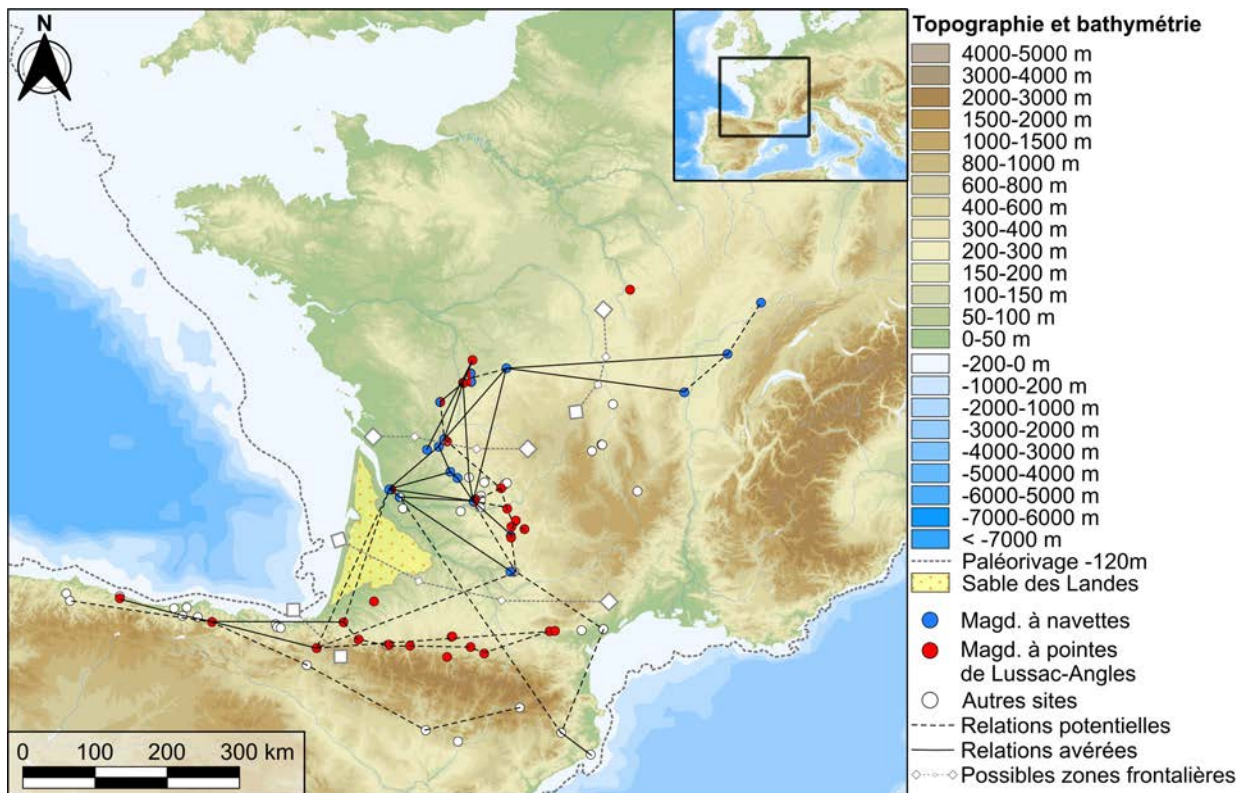 N
Topographie et bathymétrie
4000-5000 m
3000-4000 m
2000-3000 m
1500-2000 m
1000-1500 m
800-1000 m
600-800 m
400-600 m
300-400 m
200-300 m
150-200 m
100-150 m
50-100 m
0-50 m
-200-0 m
-1000-200 m
-2000-1000 m
-3000-2000 m
-4000-3000 m
-5000-4000 m
-6000-5000 m
-7000-6000 m
< -7000 m
Paléorivage -120m
Sable des Landes
Magd. à navettes
Magd. à pointes
de Lussac-Angles
Autres sites
Relations potentielles
Relations avérées
Possibles zones frontalières
0 100 200 300 km